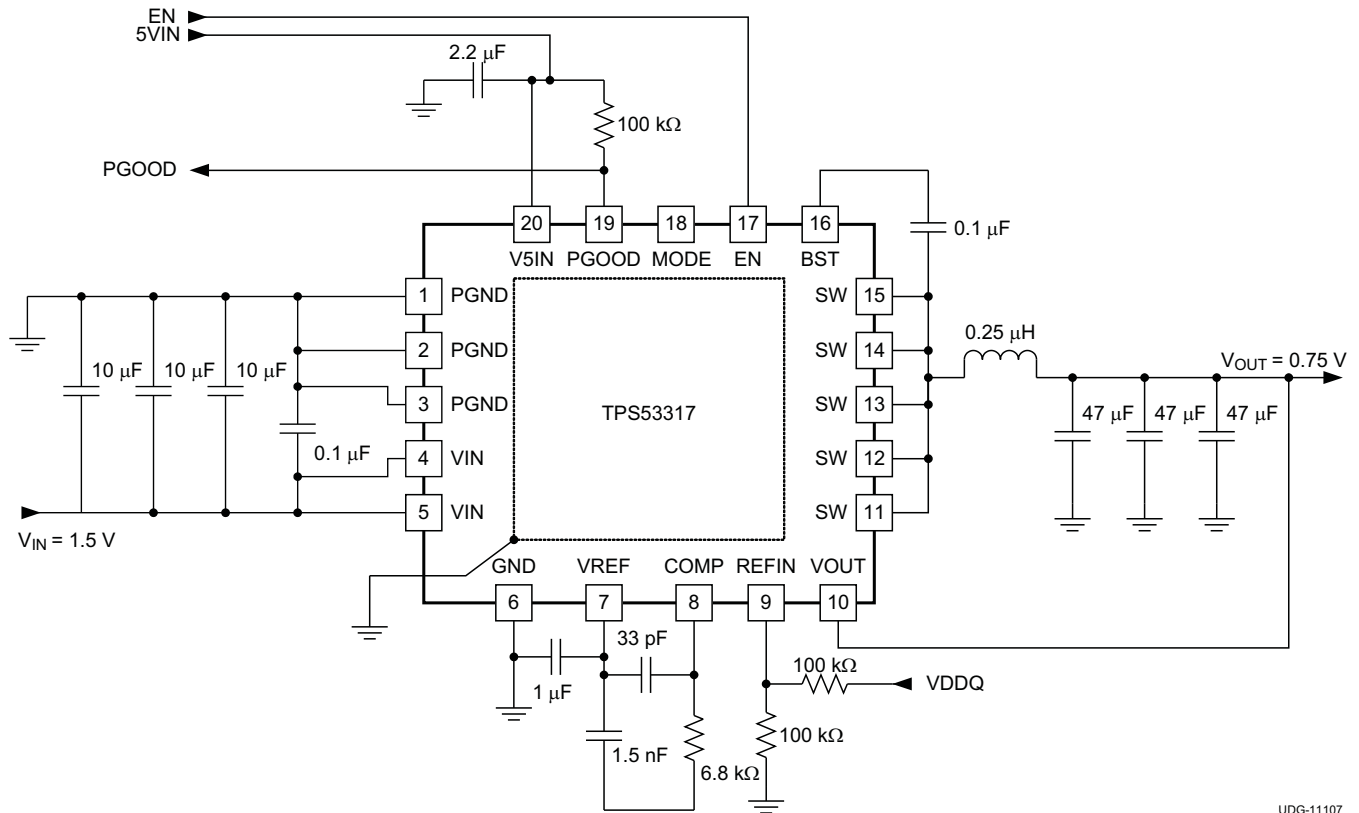 EN
5VIN
2.2 μF
100 kΩ
PGOOD
20 19 18 17 16
V5IN PGOOD MODE EN BST
0.1 μF
1 PGND
SW 15
2 PGND
SW 14
3 PGND
SW 13
4 VIN
SW 12
5 VIN
SW 11
10 μF 10 μF 10 μF
0.1 μF
TPS53317
0.25 μH
VOUT = 0.75 V
47 μF 47 μF 47 μF
VIN = 1.5 V
GND VREF COMP REFIN VOUT
6 7 8 9 10
33 pF
1 μF
100 kΩ
VDDQ
1.5 nF
6.8 kΩ
100 kΩ
UDG-11107